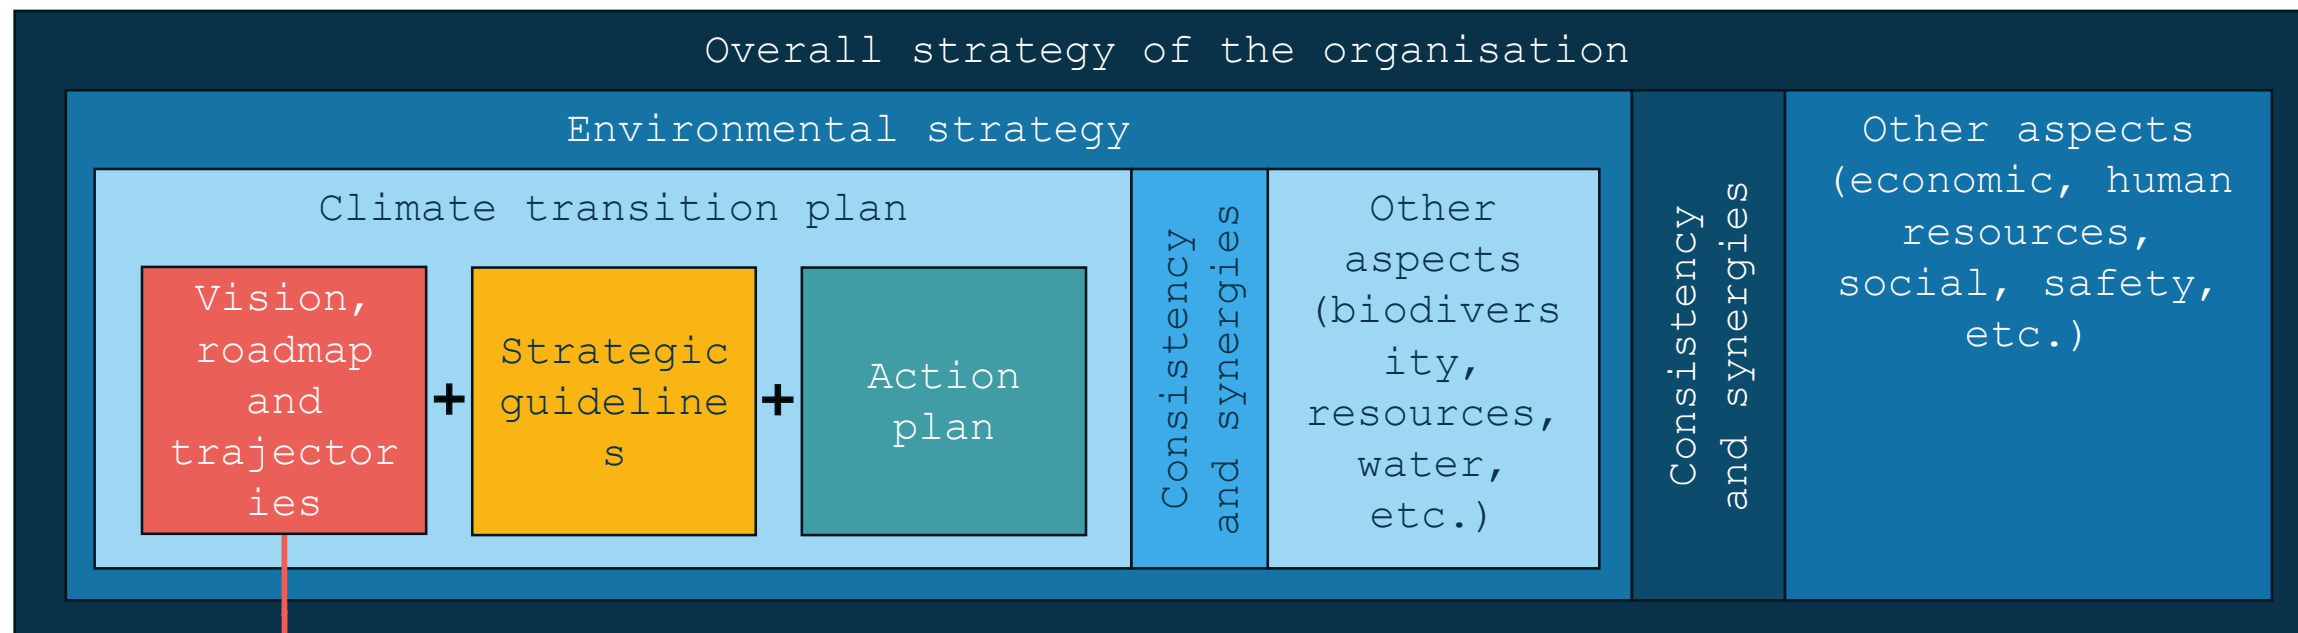 Overall strategy of the organisation
Environmental strategy
Climate transition plan
Vision,
roadmap
and
trajector
ies
+
Strategic
guideline
s
+
Action
plan
Consistency
and synergies
Other
aspects
(biodivers
ity,
resources,
water,
etc.)
Consistency
and synergies
Other aspects
(economic, human
resources,
social, safety,
etc.)